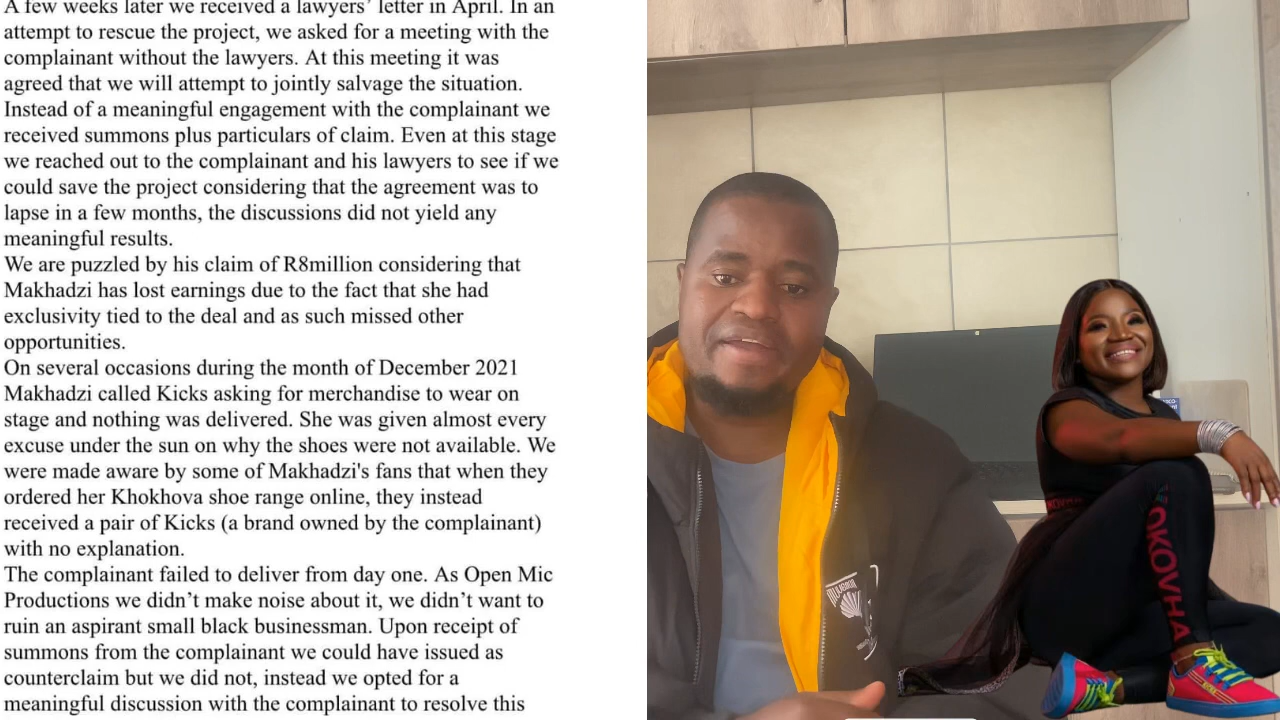 A few weeks later we received a lawyers’ letter in April. In an
attempt to rescue the project, we asked for a meeting with the
complainant without the lawyers. At this meeting it was
agreed that we will attempt to jointly salvage the situation.
Instead of a meaningful engagement with the complainant we
received summons plus particulars of claim. Even at this stage
we reached out to the complainant and his lawyers to see if we
could save the project considering that the agreement was to
lapse in a few months, the discussions did not yield any
meaningful results.
We are puzzled by his claim of R8million considering that
Makhadzi has lost earnings due to the fact that she had
exclusivity tied to the deal and as such missed other
opportunities.
On several occasions during the month of December 2021
Makhadzi called Kicks asking for merchandise to wear on
stage and nothing was delivered. She was given almost every
excuse under the sun on why the shoes were not available. We
were made aware by some of Makhadzi's fans that when they
ordered her Khokhova shoe range online, they instead
received a pair of Kicks (a brand owned by the complainant)
with no explanation.
The complainant failed to deliver from day one. As Open Mic
Productions we didn’t make noise about it, we didn’t want to
ruin an aspirant small black businessman. Upon receipt of
summons from the complainant we could have issued as
counterclaim but we did not, instead we opted for a
meaningful discussion with the complainant to resolve this
KOKOVHA